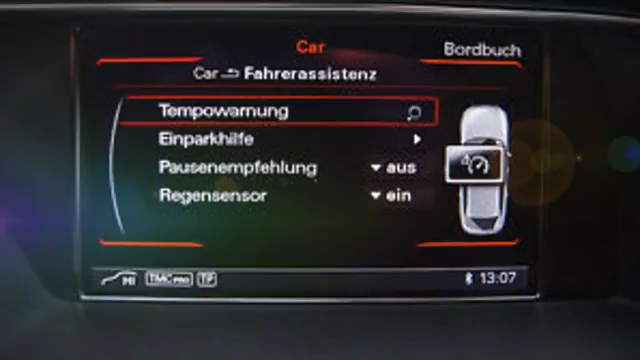 Car
Bordbuch
Car Fahrerassistenz
Tempowarnung
Einparkhilfe
Pausenempfehlung aus
Regensensor ein
HI TMC PRO TP 13:07